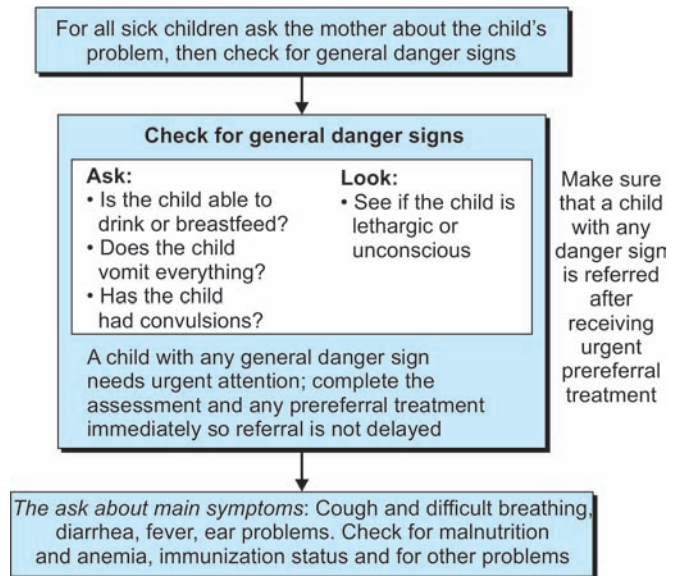 For all sick children ask the mother about the child's
problem, then check for general danger signs
Check for general danger signs
Ask:
• Is the child able to
drink or breastfeed?
• Does the child
vomit everything?
• Has the child
had convulsions?
Look:
• See if the child is
lethargic or
unconscious
A child with any general danger sign
needs urgent attention; complete the
assessment and any prereferral treatment
immediately so referral is not delayed
Make sure
that a child
with any
danger sign
is referred
after
receiving
urgent
prereferral
treatment
The ask about main symptoms: Cough and difficult breathing,
diarrhea, fever, ear problems. Check for malnutrition
and anemia, immunization status and for other problems